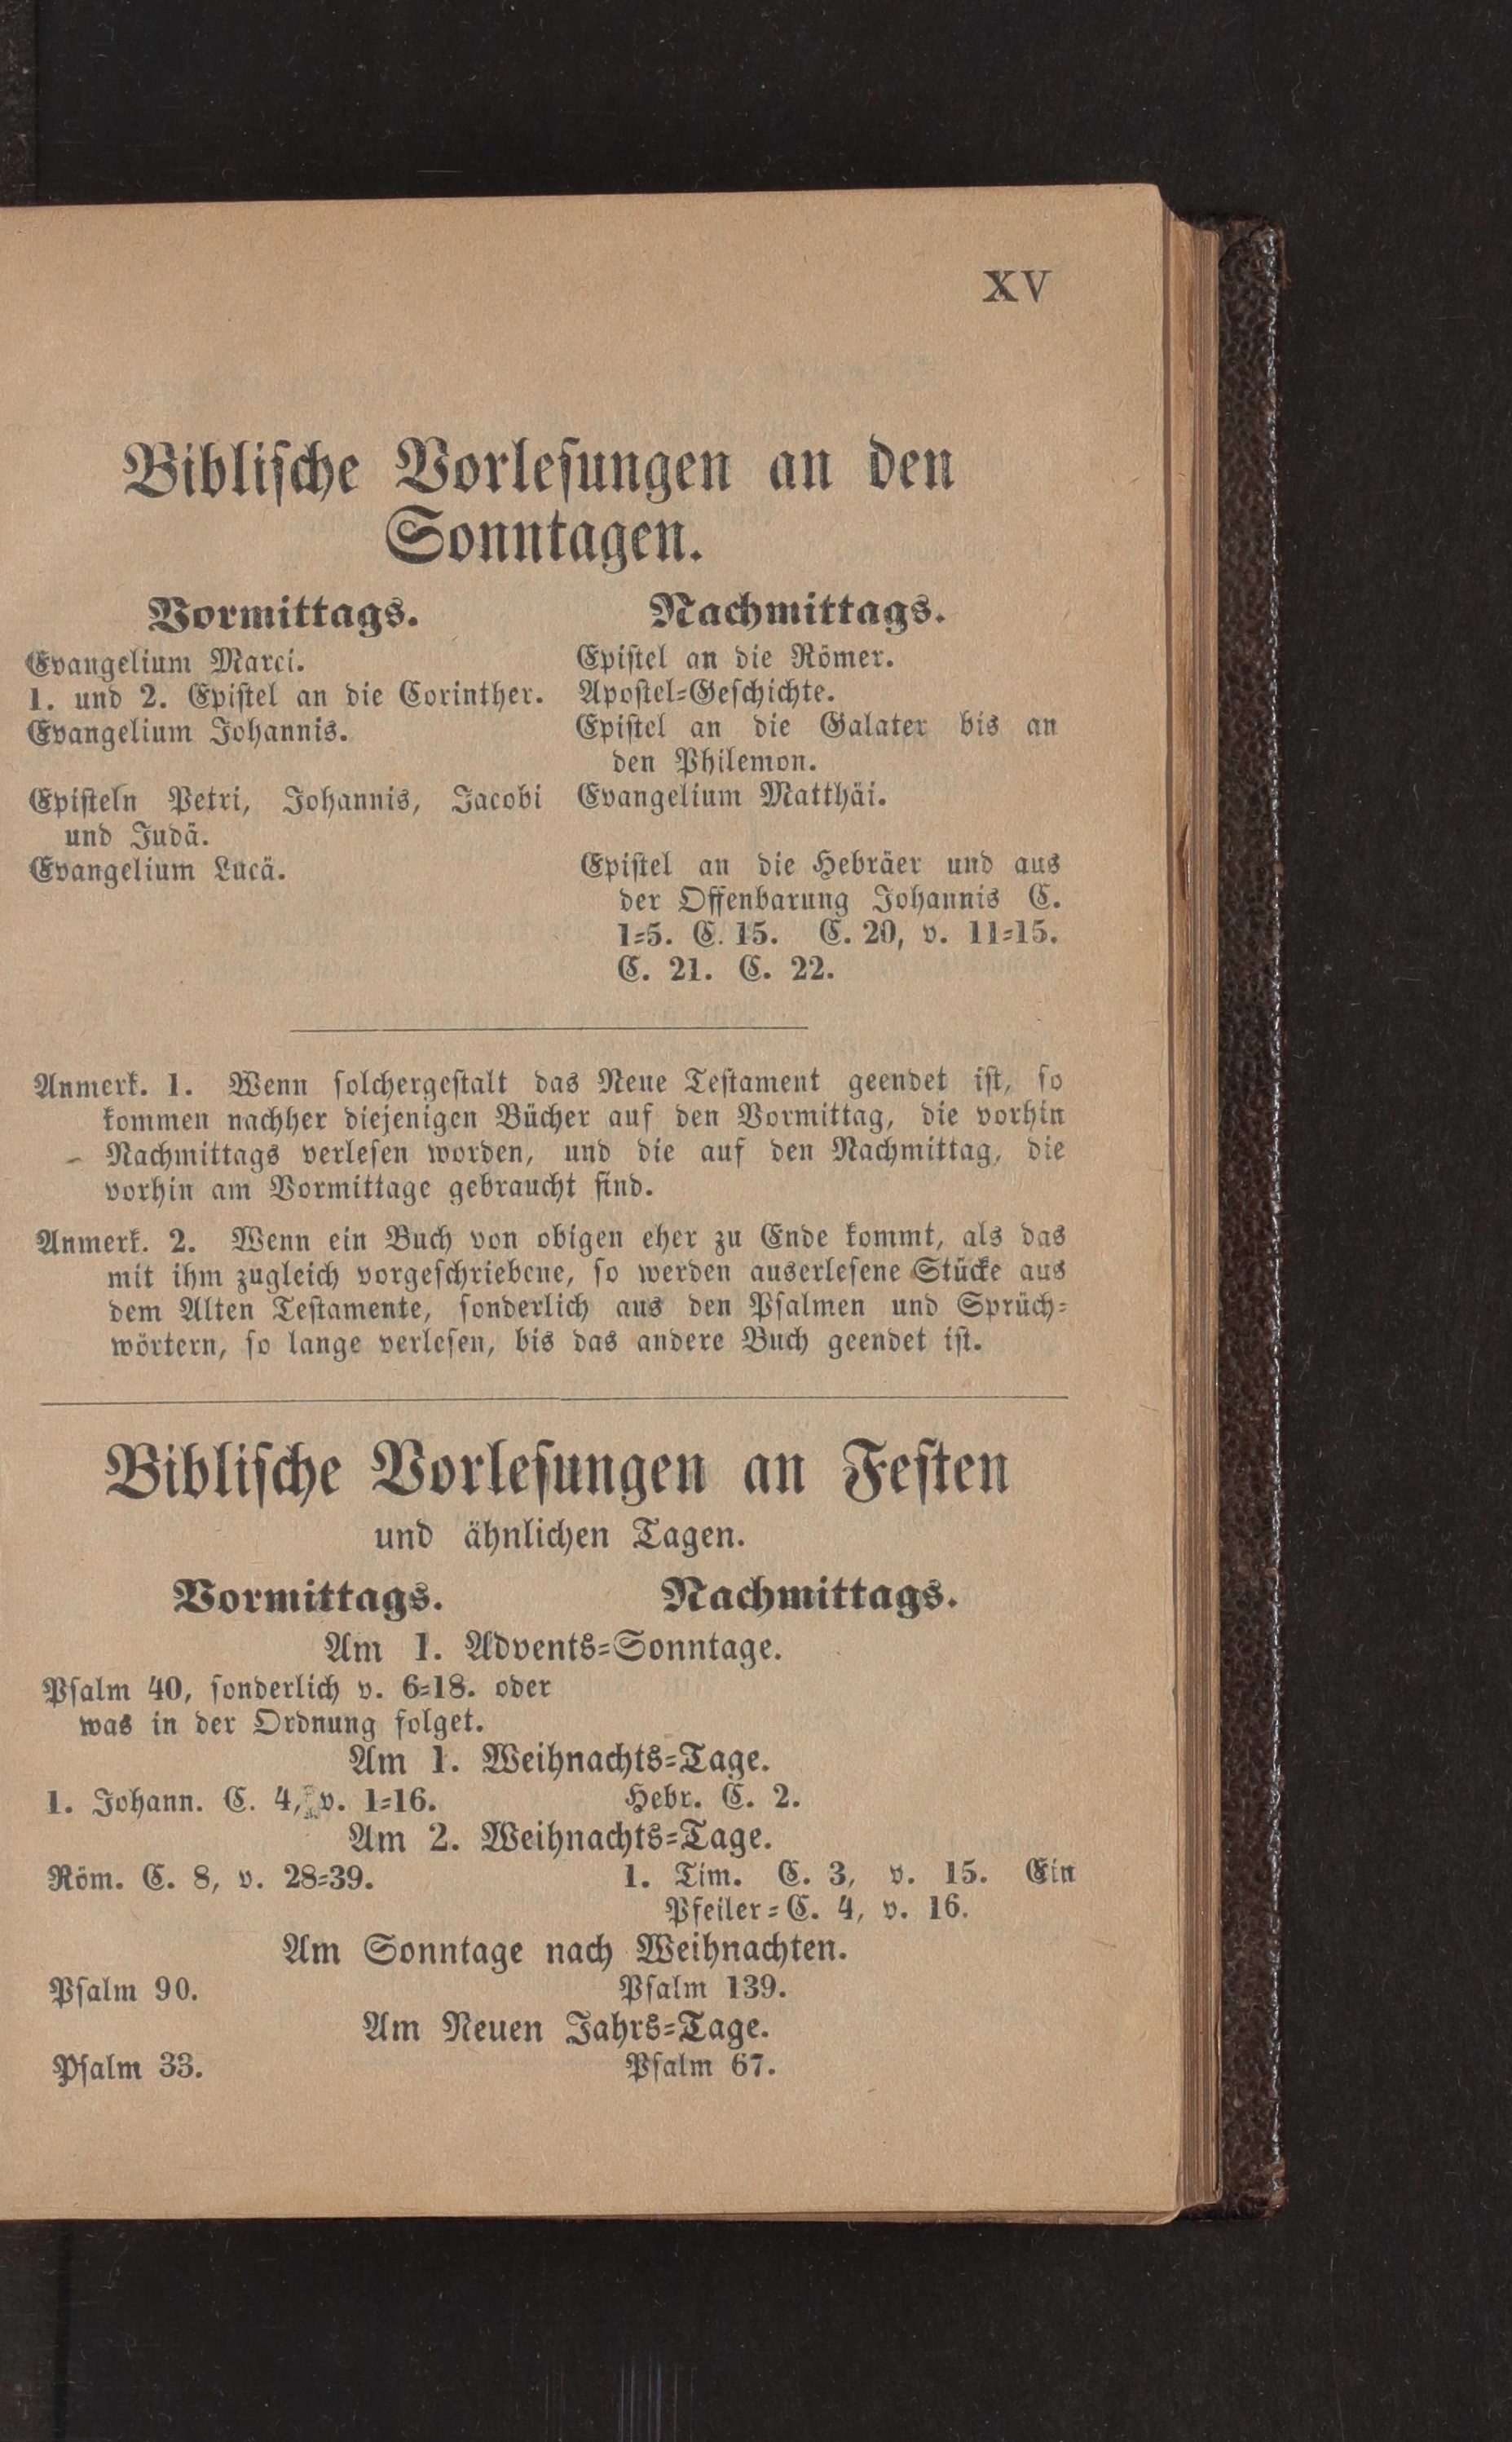 XV
Biblische Vorlesungen an den
Sonntagen.
Vormittags. Nachmittags.
Evangelium Marci. Epistel an die Römer.
1. und 2. Epistel an die Corinther. Apostel-Geschichte.
Evangelium Johannis. Epistel an die Galater bis an
den Philemon.
Episteln Petri, Johannis, Jacobi Evangelium Matthäi.
und Judä.
Evangelium Lucä. Epistel an die Hebräer und aus
der Offenbarung Johannis C.
1-5. C. 15. C. 20, v. 11-15.
C. 21. C. 22.
Anmerk. 1. Wenn solchergestalt das Neue Testament geendet ist, so
kommen nachher diejenigen Bücher auf den Vormittag, die vorhin
Nachmittags verlesen worden, und die auf den Nachmittag, die
vorhin am Vormittage gebraucht sind.
Anmerk. 2. Wenn ein Buch von obigen eher zu Ende kommt, als das
mit ihm zugleich vorgeschriebene, so werden auserlesene Stücke aus
dem Alten Testamente, sonderlich aus den Psalmen und Sprüch-
wörtern, so lange verlesen, bis das andere Buch geendet ist.
Biblische Vorlesungen an Festen
und ähnlichen Tagen.
Vormittags. Nachmittags.
Am 1. Advents-Sonntage.
Psalm 40, sonderlich v. 6-18. oder
was in der Ordnung folget.
Am 1. Weihnachts-Tage.
1. Johann. C. 4, v. 1-16. Hebr. C. 2.
Am 2. Weihnachts-Tage.
Röm. C. 8, v. 28-39. 1. Tim. C. 3, v. 15. Ein
Pfeiler-C. 4, v. 16.
Am Sonntage nach Weihnachten.
Psalm 90. Psalm 139.
Am Neuen Jahrs-Tage.
Psalm 33. Psalm 67.